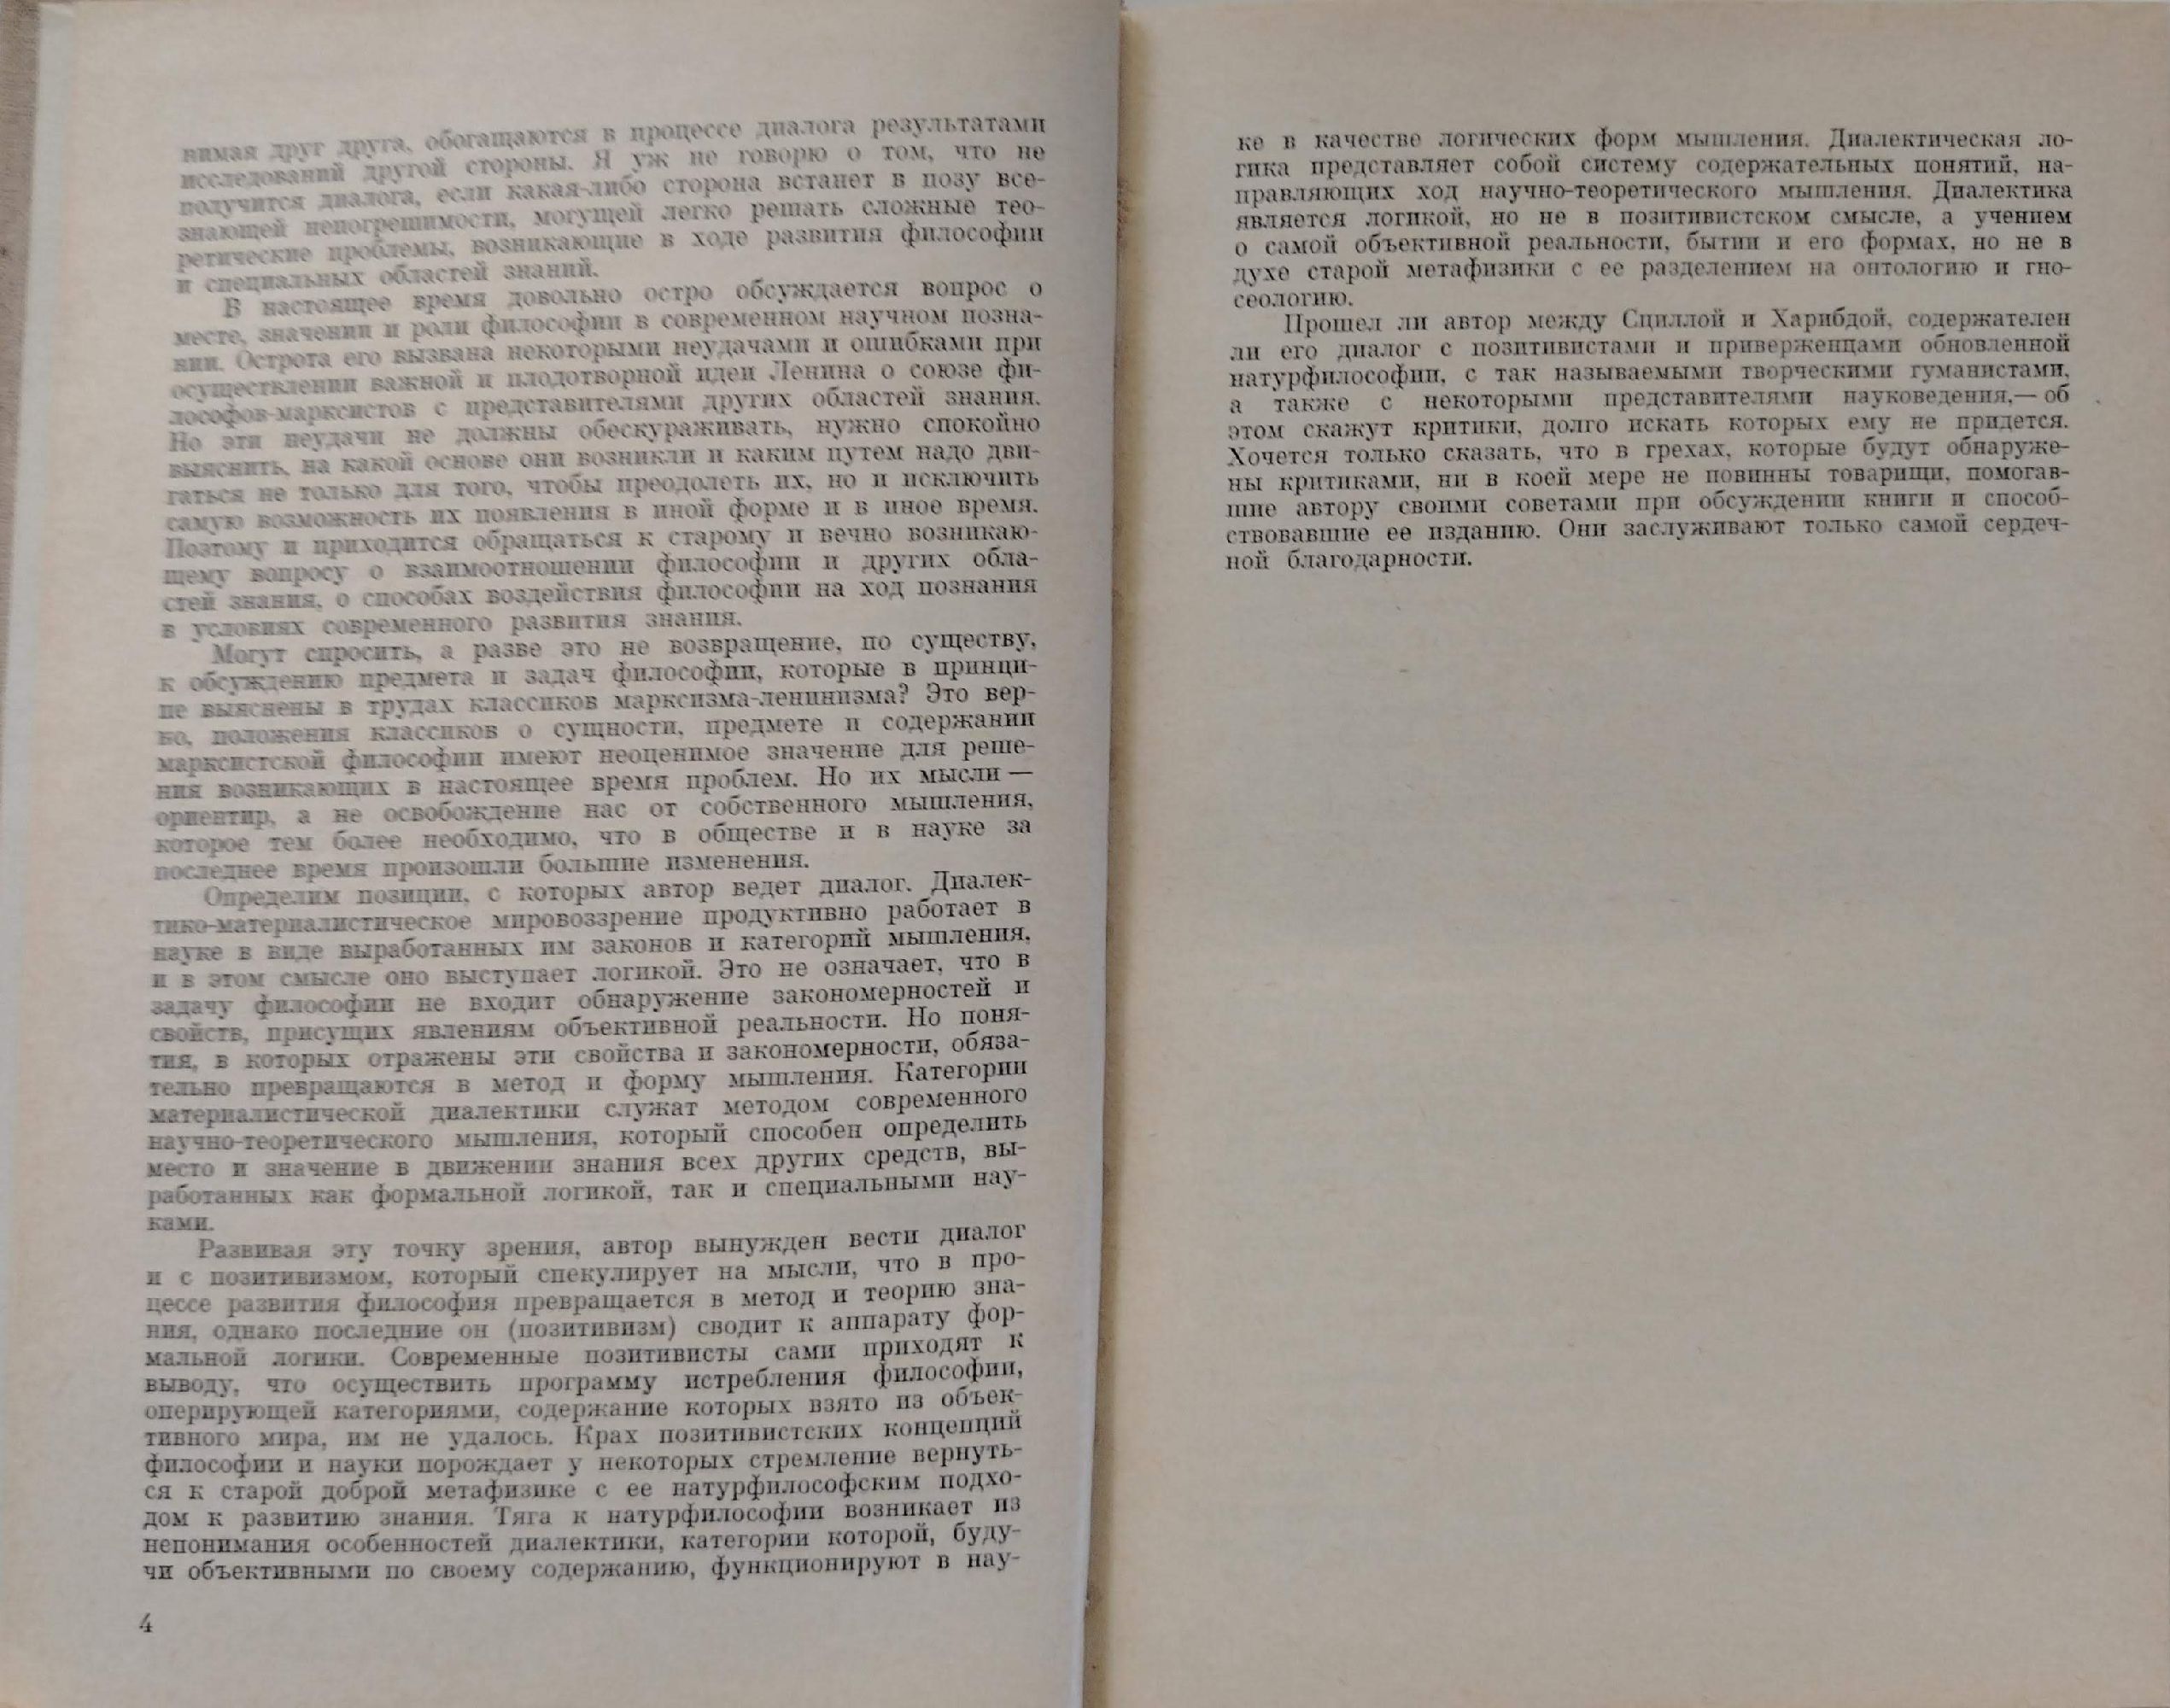 нимая друг друга, обогащаются в процессе диалога результатами
исследований другой стороны. Я уж не говорю о том, что не
получится диалога, если какая-либо сторона встанет в позу все-
знающей непогрешимости, могущей легко решать сложные тео-
ретические проблемы, возникающие в ходе развития философии
и специальных областей знаний.
В настоящее время довольно остро обсуждается вопрос о
месте, значении и роли философии в современном научном позна-
нии. Острота его вызвана некоторыми неудачами и ошибками при
осуществлении важной и плодотворной идеи Ленина о союзе фи-
лософов-марксистов с представителями других областей знания.
Но эти неудачи не должны обескураживать, нужно спокойно
выяснить, на какой основе они возникли и каким путем надо дви-
гаться не только для того, чтобы преодолеть их, но и исключить
самую возможность их появления в иной форме и в иное время.
Поэтому и приходится обращаться к старому и вечно возникаю-
щему вопросу о взаимоотношении философии и других обла-
стей знания, о способах воздействия философии на ход познания
в условиях современного развития знания.
Могут спросить, а разве это не возвращение, по существу,
к обсуждению предмета и задач философии, которые в принци-
пе выяснены в трудах классиков марксизма-ленинизма? Это вер-
но, положения классиков о сущности, предмете и содержании
марксистской философии имеют неоценимое значение для реше-
ния возникающих в настоящее время проблем. Но их мысли —
ориентир, а не освобождение нас от собственного мышления,
которое тем более необходимо, что в обществе и в науке за
последнее время произошли большие изменения.
Определим позиции, с которых автор ведет диалог. Диалек-
тико-материалистическое мировоззрение продуктивно работает в
науке в виде выработанных им законов и категорий мышления,
и в этом смысле оно выступает логикой. Это не означает, что в
задачу философии не входит обнаружение закономерностей и
свойств, присущих явлениям объективной реальности. Но поня-
тия, в которых отражены эти свойства и закономерности, обяза-
тельно превращаются в метод и форму мышления. Категории
материалистической диалектики служат методом современного
научно-теоретического мышления, который способен определить
место и значение в движении знания всех других средств, вы-
работанных как формальной логикой, так и специальными нау-
ками.
Развивая эту точку зрения, автор вынужден вести диалог
и с позитивизмом, который спекулирует на мысли, что в про-
цессе развития философия превращается в метод и теорию зна-
ния, однако последние он (позитивизм) сводит к аппарату фор-
мальной логики. Современные позитивисты сами приходят к
выводу, что осуществить программу истребления философии,
оперирующей категориями, содержание которых взято из объек-
тивного мира, им не удалось. Крах позитивистских концепций
философии и науки порождает у некоторых стремление вернуть-
ся к старой доброй метафизике с ее натурфилософским подхо-
дом к развитию знания. Тяга к натурфилософии возникает из
непонимания особенностей диалектики, категории которой, буду-
чи объективными по своему содержанию, функционируют в нау-
4
ке в качестве логических форм мышления. Диалектическая ло-
гика представляет собой систему содержательных понятий, на-
правляющих ход научно-теоретического мышления. Диалектика
является логикой, но не в позитивистском смысле, а учением
о самой объективной реальности, бытии и его формах, но не в
духе старой метафизики с ее разделением на онтологию и гно-
сеологию.
Прошел ли автор между Сциллой и Харибдой, содержателен
ли его диалог с позитивистами и приверженцами обновленной
натурфилософии, с так называемыми творческими гуманистами,
а также с некоторыми представителями науковедения,— об
этом скажут критики, долго искать которых ему не придется.
Хочется только сказать, что в грехах, которые будут обнаруже-
ны критиками, ни в коей мере не повинны товарищи, помогав-
шие автору своими советами при обсуждении книги и способ-
ствовавшие ее изданию. Они заслуживают только самой сердеч-
ной благодарности.